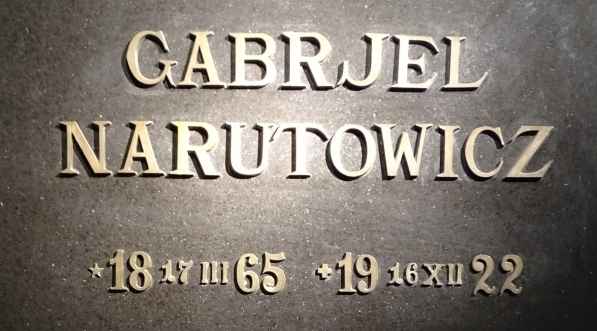 GABRJEL
NARUTOWICZ
*18 17 III 65 +19 16 XII 22